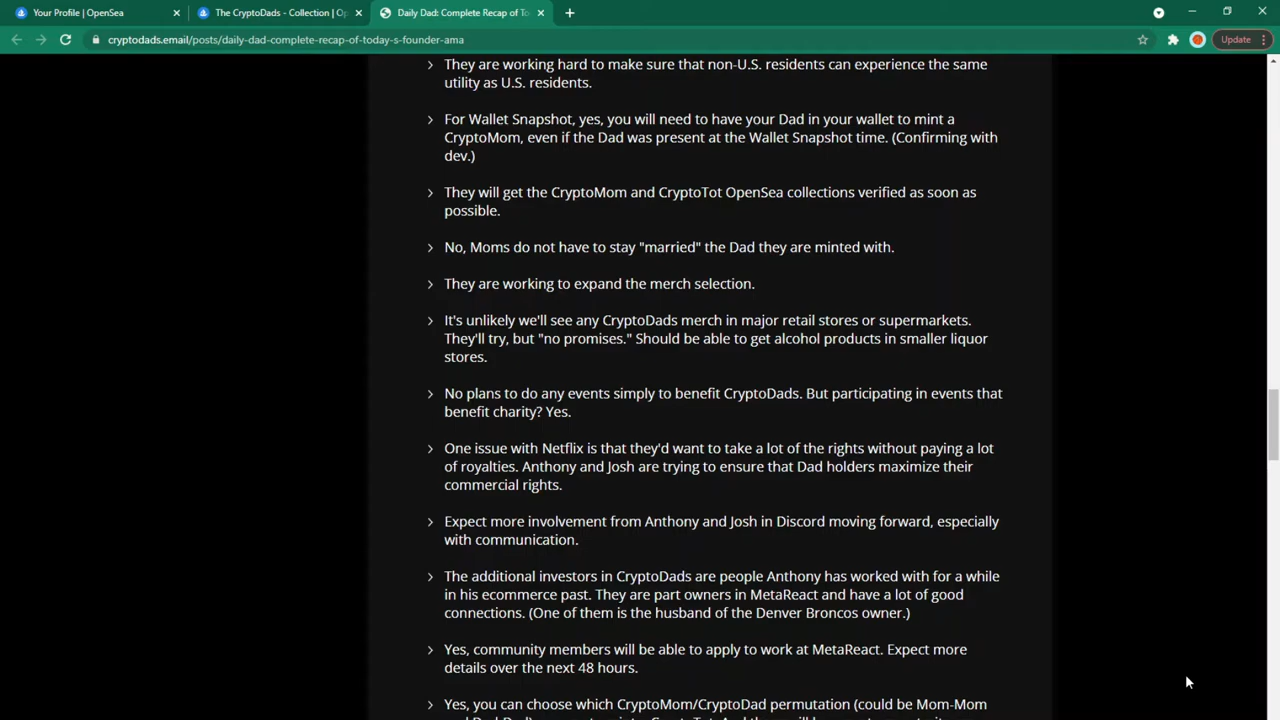 Your Profile | OpenSea
The CryptoDads - Collection | Op
Daily Dad: Complete Recap of To
cryptodads.email/posts/daily-dad-complete-recap-of-today-s-founder-ama
Update
They are working hard to make sure that non-U.S. residents can experience the same
utility as U.S. residents.
For Wallet Snapshot, yes, you will need to have your Dad in your wallet to mint a
CryptoMom, even if the Dad was present at the Wallet Snapshot time. (Confirming with
dev.)
They will get the CryptoMom and CryptoTot OpenSea collections verified as soon as
possible.
No, Moms do not have to stay "married" the Dad they are minted with.
They are working to expand the merch selection.
It's unlikely we'll see any CryptoDads merch in major retail stores or supermarkets.
They'll try, but "no promises." Should be able to get alcohol products in smaller liquor
stores.
No plans to do any events simply to benefit CryptoDads. But participating in events that
benefit charity? Yes.
One issue with Netflix is that they'd want to take a lot of the rights without paying a lot
of royalties. Anthony and Josh are trying to ensure that Dad holders maximize their
commercial rights.
Expect more involvement from Anthony and Josh in Discord moving forward, especially
with communication.
The additional investors in CryptoDads are people Anthony has worked with for a while
in his ecommerce past. They are part owners in MetaReact and have a lot of good
connections. (One of them is the husband of the Denver Broncos owner.)
Yes, community members will be able to apply to work at MetaReact. Expect more
details over the next 48 hours.
Yes, you can choose which CryptoMom/CryptoDad permutation (could be Mom-Mom